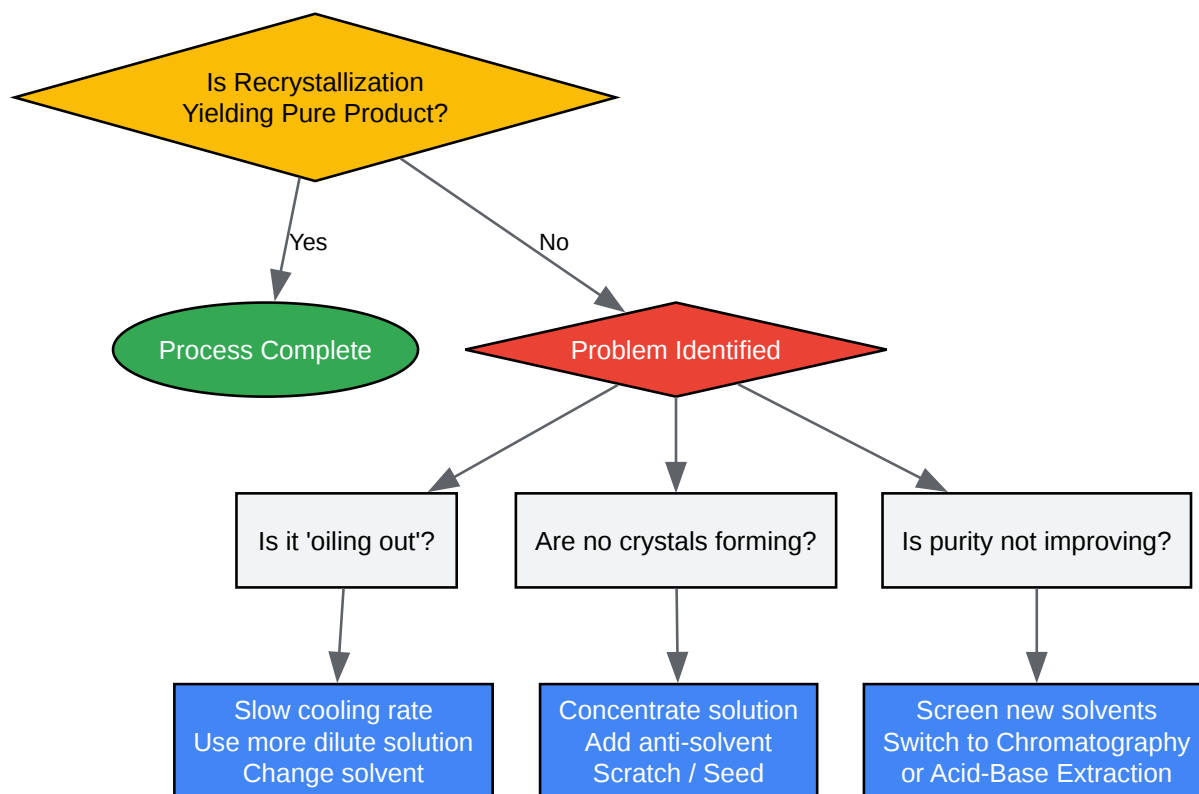 Is Recrystallization
Yielding Pure Product?
Yes
No
Process Complete
Problem Identified
Is it 'oiling out'?
Are no crystals forming?
Is purity not improving?
Slow cooling rate
Use more dilute solution
Change solvent
Concentrate solution
Add anti-solvent
Scratch / Seed
Screen new solvents
Switch to Chromatography
or Acid-Base Extraction